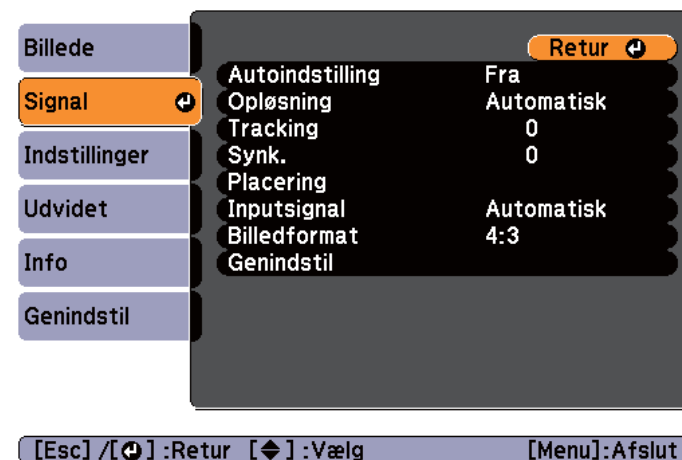 Billede
Signal
Indstillinger
Udvidet
Info
Genindstil
Retur
Autoindstilling Fra
Opløsning Automatisk
Tracking 0
Synk. 0
Placering
Inputsignal Automatisk
Billedformat 4:3
Genindstil
[Esc] /[⏎] :Retur [◆] :Vælg [Menu]:Afslut